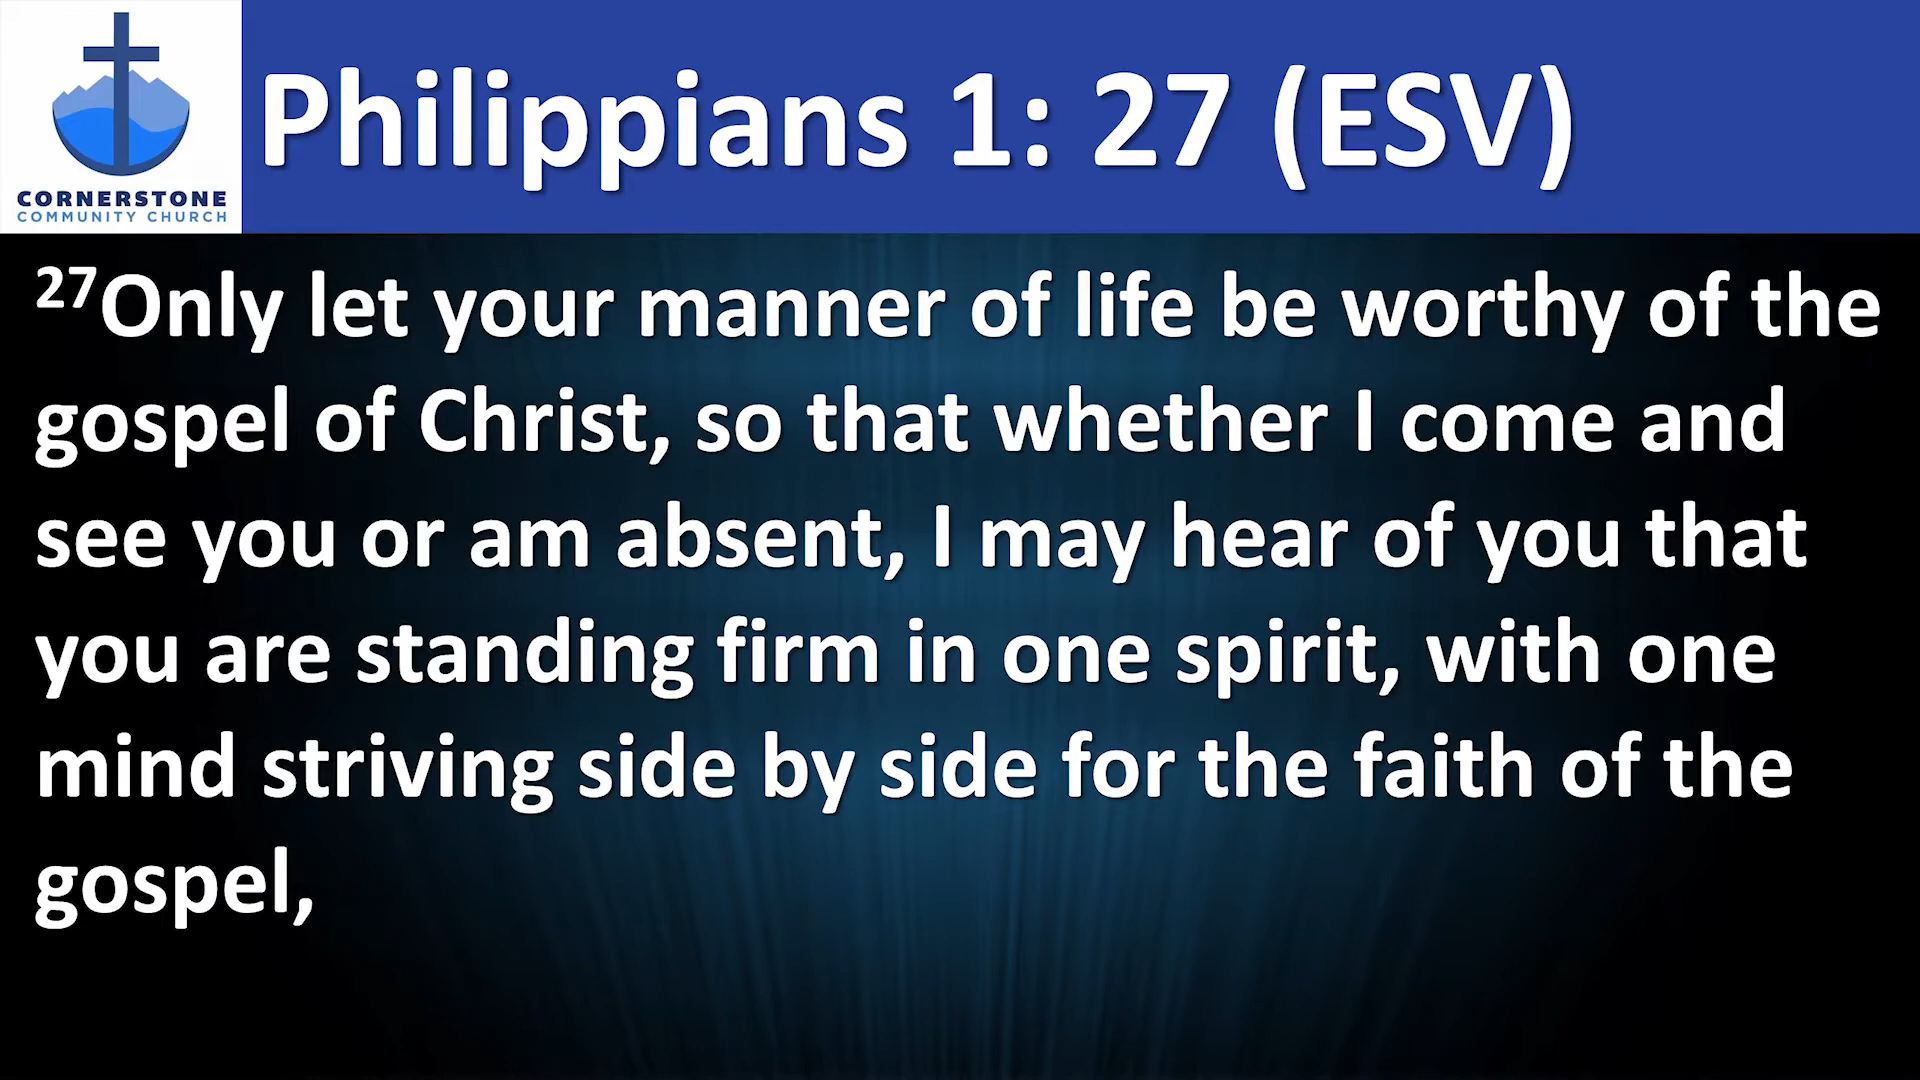 CORNERSTONE
COMMUNITY CHURCH
Philippians 1: 27 (ESV)
27Only let your manner of life be worthy of the
gospel of Christ, so that whether I come and
see you or am absent, I may hear of you that
you are standing firm in one spirit, with one
mind striving side by side for the faith of the
gospel,